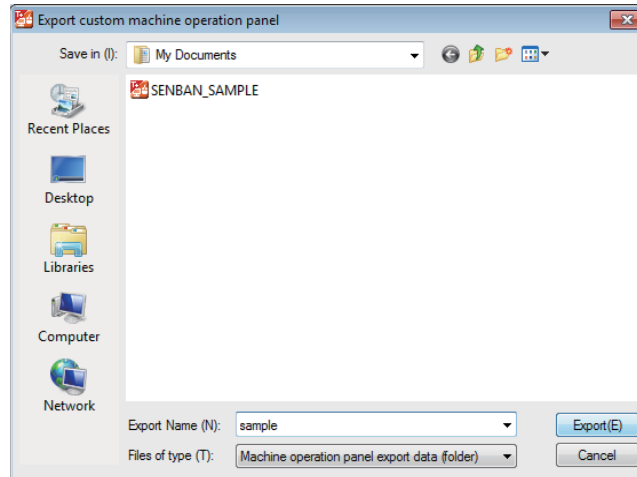 Export custom machine operation panel
Save in (I):
My Documents
SENBAN_SAMPLE
Recent Places
Desktop
Libraries
Computer
Network
Export Name (N):
sample
Export(E)
Files of type (T):
Machine operation panel export data (folder)
Cancel